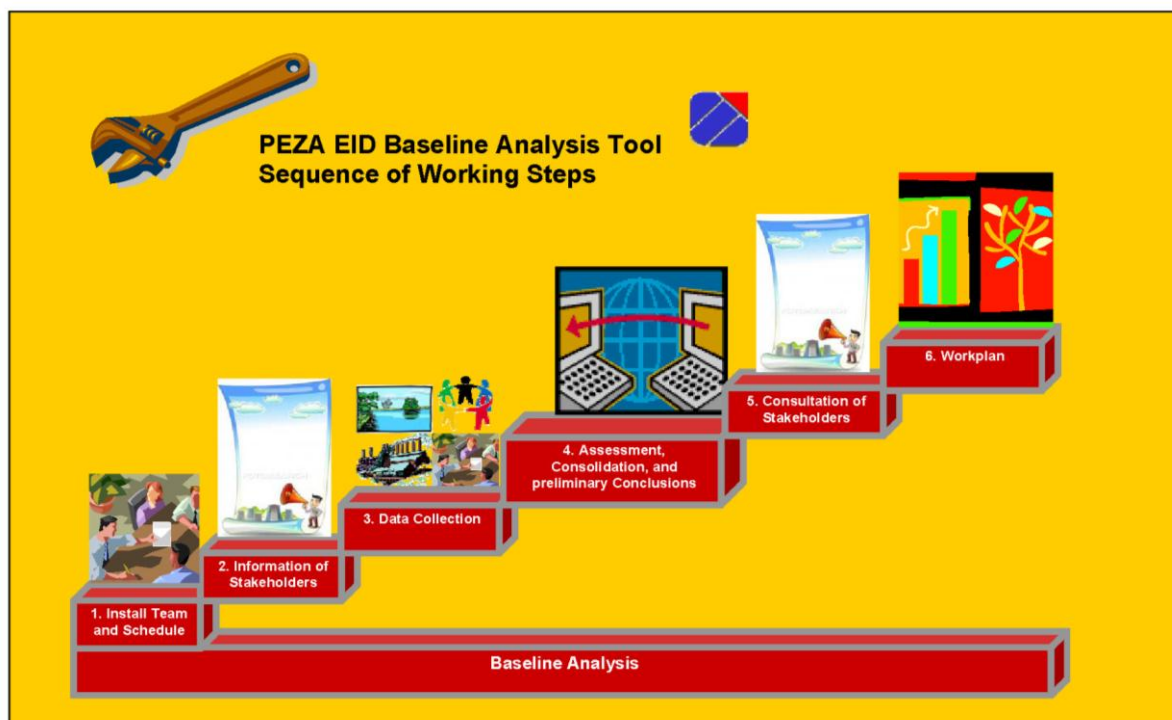 PEZA EID Baseline Analysis Tool
Sequence of Working Steps
1. Install Team
and Schedule
2. Information of
Stakeholders
3. Data Collection
4. Assessment,
Consolidation, and
preliminary Conclusions
5. Consultation of
Stakeholders
6. Workplan
Baseline Analysis